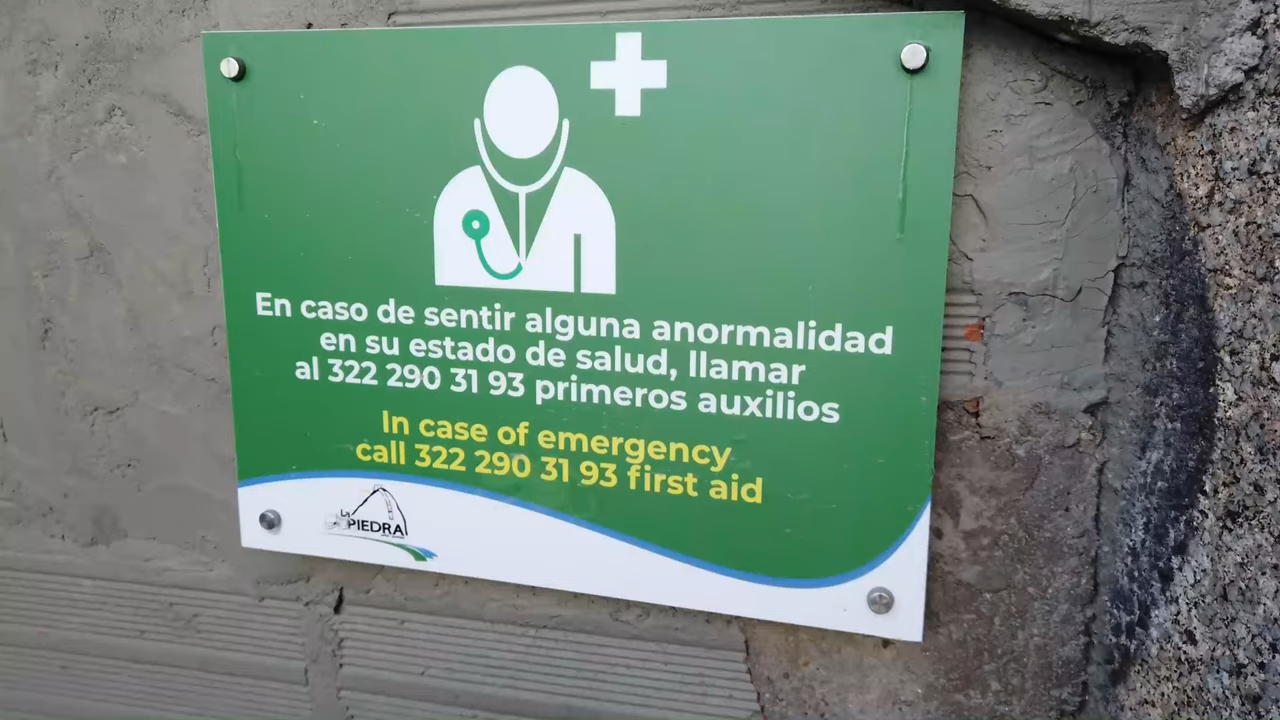 En caso de sentir alguna anormalidad
en su estado de salud, llamar
al 322 290 31 93 primeros auxilios
In case of emergency
call 322 290 31 93 first aid
LA
PIEDRA